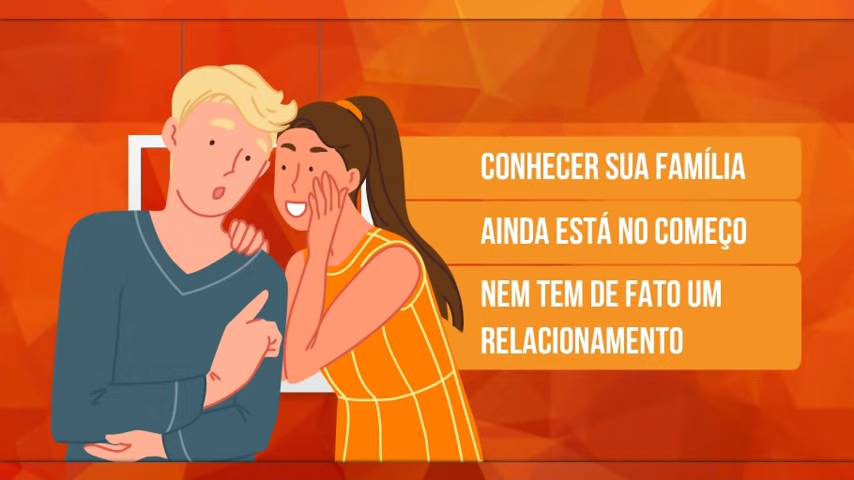 CONHECER SUA FAMÍLIA
AINDA ESTÁ NO COMEÇO
NEM TEM DE FATO UM
RELACIONAMENTO